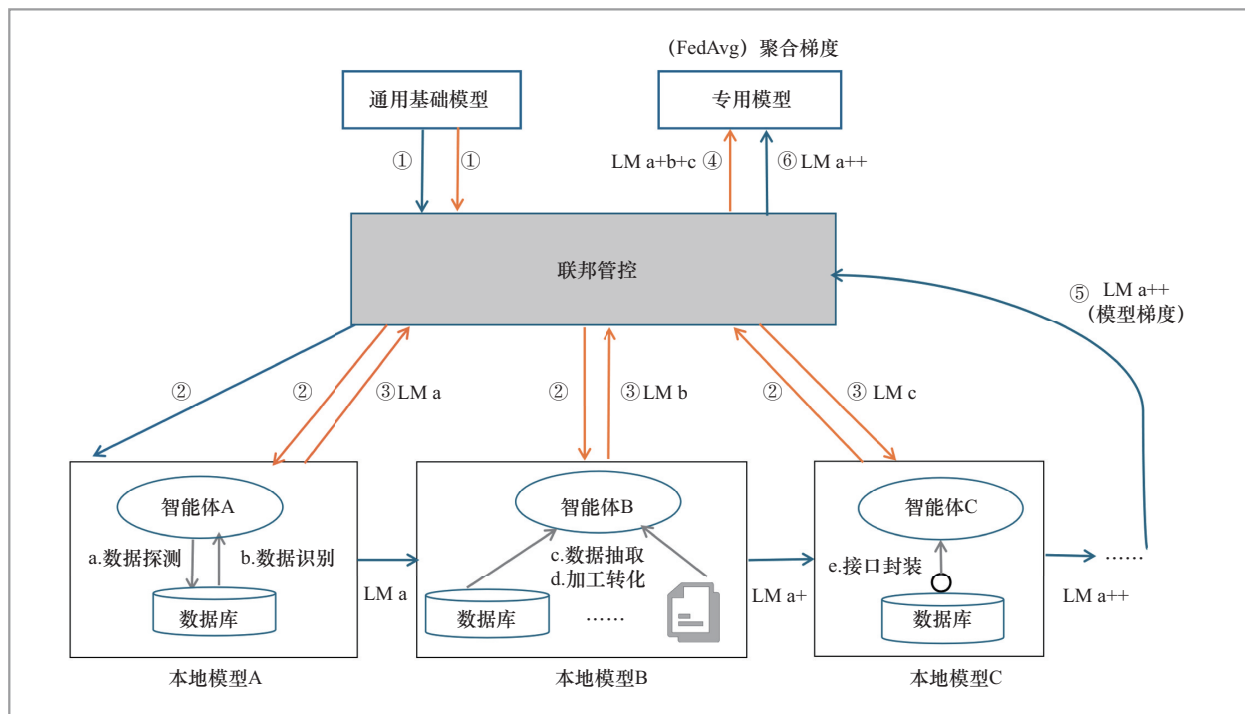 （FedAvg）聚合梯度
通用基础模型
专用模型
①
①
LM a+b+c ④
⑥ LM a++
联邦管控
⑤
LM a++
（模型梯度）
②
②
③ LM a
②
③ LM b
②
③ LM c
智能体A
a.数据探测
b.数据识别
数据库
本地模型A
LM a
智能体B
c.数据抽取
d.加工转化
数据库
……
本地模型B
LM a+
智能体C
e.接口封装
数据库
本地模型C
LM a++
……